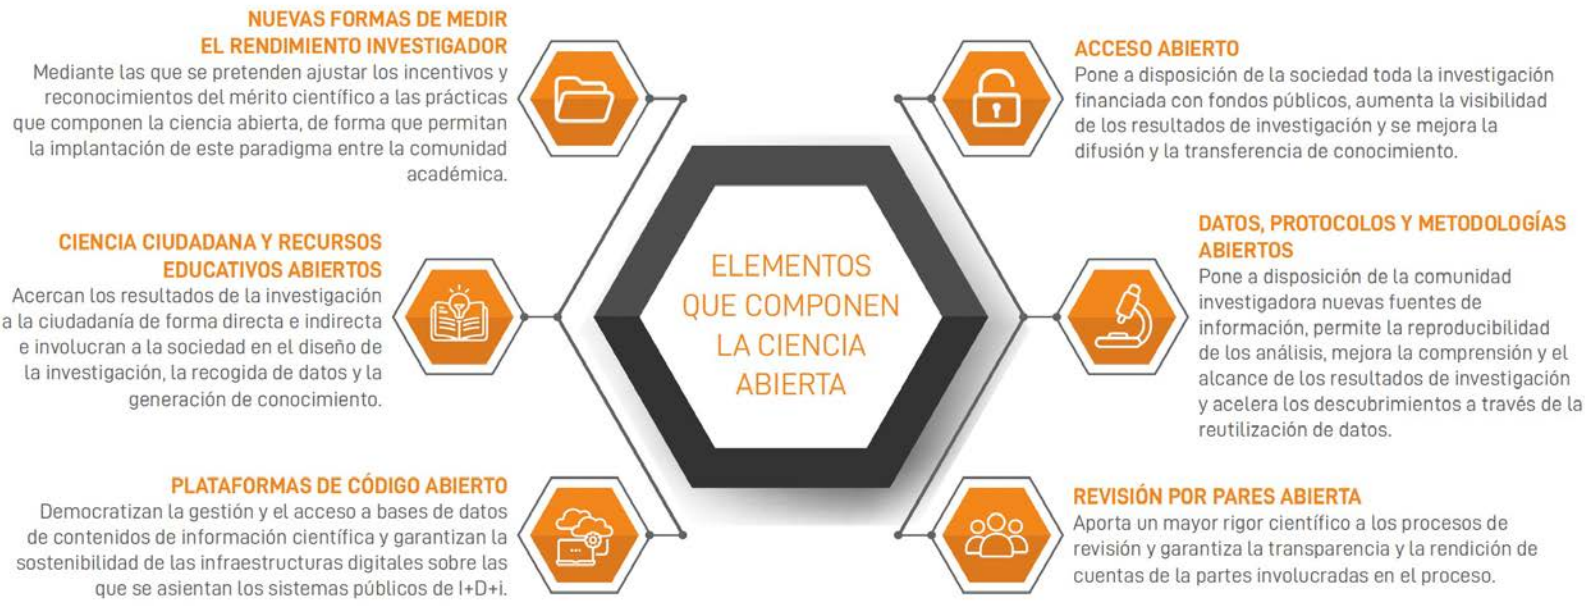 NUEVAS FORMAS DE MEDIR
EL RENDIMIENTO INVESTIGADOR
Mediante las que se pretenden ajustar los incentivos y
reconocimientos del mérito científico a las prácticas
que componen la ciencia abierta, de forma que permitan
la implantación de este paradigma entre la comunidad
académica.
CIENCIA CIUDADANA Y RECURSOS
EDUCATIVOS ABIERTOS
Acercan los resultados de la investigación
a la ciudadanía de forma directa e indirecta
e involucran a la sociedad en el diseño de
la investigación, la recogida de datos y la
generación de conocimiento.
PLATAFORMAS DE CÓDIGO ABIERTO
Democratizan la gestión y el acceso a bases de datos
de contenidos de información científica y garantizan la
sostenibilidad de las infraestructuras digitales sobre las
que se asientan los sistemas públicos de I+D+i.
ELEMENTOS
QUE COMPONEN
LA CIENCIA
ABIERTA
ACCESO ABIERTO
Pone a disposición de la sociedad toda la investigación
financiada con fondos públicos, aumenta la visibilidad
de los resultados de investigación y se mejora la
difusión y la transferencia de conocimiento.
DATOS, PROTOCOLOS Y METODOLOGÍAS
ABIERTOS
Pone a disposición de la comunidad
investigadora nuevas fuentes de
información, permite la reproducibilidad
de los análisis, mejora la comprensión y el
alcance de los resultados de investigación
y acelera los descubrimientos a través de la
reutilización de datos.
REVISIÓN POR PARES ABIERTA
Aporta un mayor rigor científico a los procesos de
revisión y garantiza la transparencia y la rendición de
cuentas de la partes involucradas en el proceso.